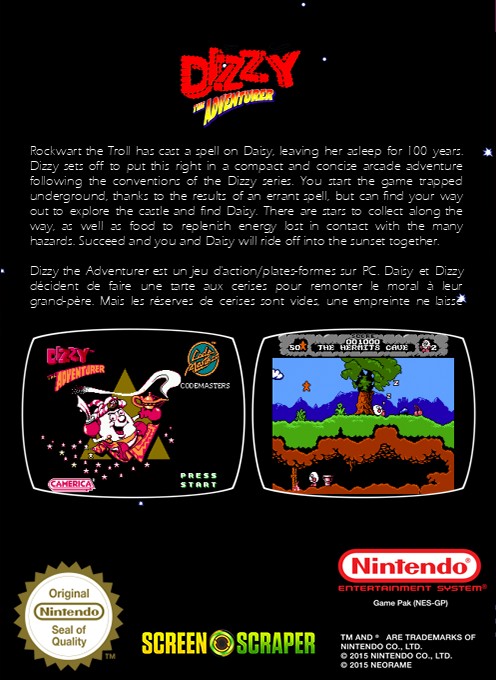 DIZZY
THE ADVENTURER
Rockwart the Troll has cast a spell on Daisy, leaving her asleep for 100 years.
Dizzy sets off to put this right in a compact and concise arcade adventure
following the conventions of the Dizzy series. You start the game trapped
underground, thanks to the results of an errant spell, but can find your way
out to explore the castle and find Daisy. There are stars to collect along the
way, as well as food to replenish energy lost in contact with the many
hazards. Succeed and you and Daisy will ride off into the sunset together.
Dizzy the Adventurer est un jeu d'action/plates-formes sur PC. Daisy et Dizzy
décident de faire une tarte aux cerises pour remonter le moral à leur
grand-père. Mais les réserves de cerises sont vides, une empreinte ne laisse
DIZZY
THE ADVENTURER
Code Masters
CODEMASTERS
CAMERICA
PRESS
START
SCORE
001000
50
THE HERMITS CAVE
2
Z
Z
Nintendo®
ENTERTAINMENT SYSTEM®
Game Pak (NES-GP)
Original
Nintendo
Seal of
Quality
TM
SCREEN SCRAPER
TM AND ® ARE TRADEMARKS OF
NINTENDO CO., LTD.
© 2015 NINTENDO CO., LTD.
© 2015 NEORAME